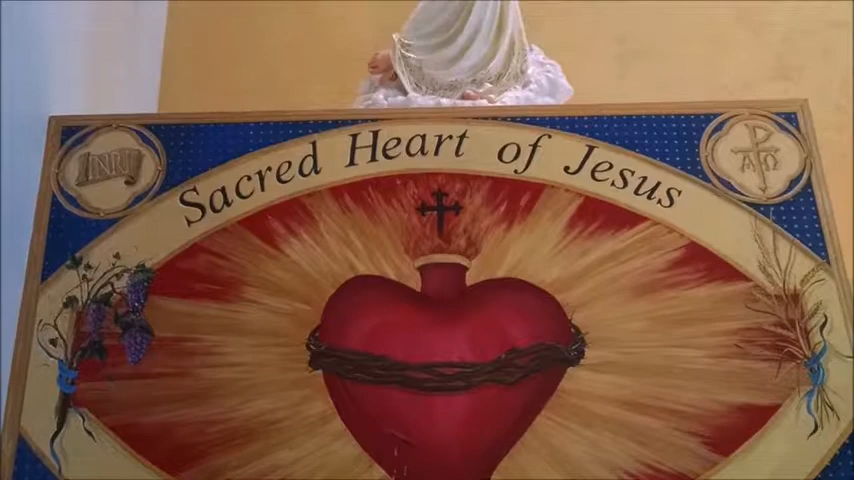 Sacred Heart of Jesus
INRI
Α Ω